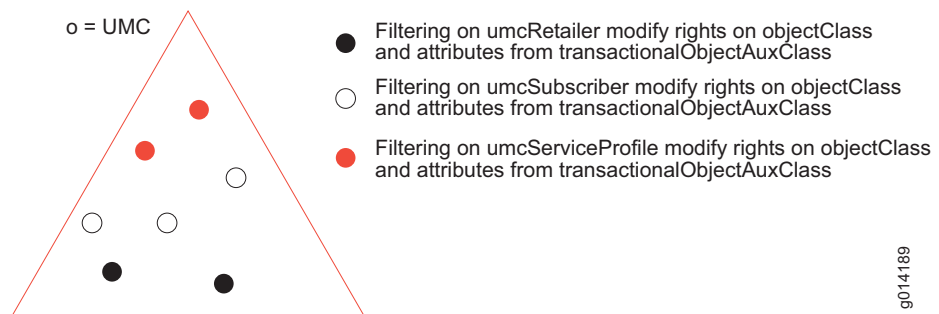 o = UMC
Filtering on umcRetailer modify rights on objectClass
and attributes from transactionalObjectAuxClass
Filtering on umcSubscriber modify rights on objectClass
and attributes from transactionalObjectAuxClass
Filtering on umcServiceProfile modify rights on objectClass
and attributes from transactionalObjectAuxClass
g014189